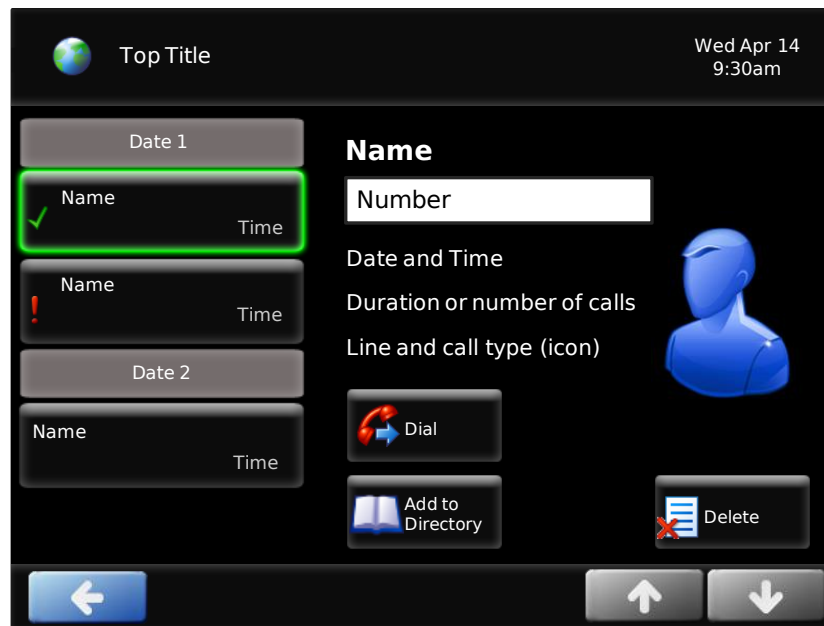 Top Title
Wed Apr 14
9:30am
Date 1
Name
Time
Name
Time
Date 2
Name
Time
Name
Number
Date and Time
Duration or number of calls
Line and call type (icon)
Dial
Add to
Directory
Delete